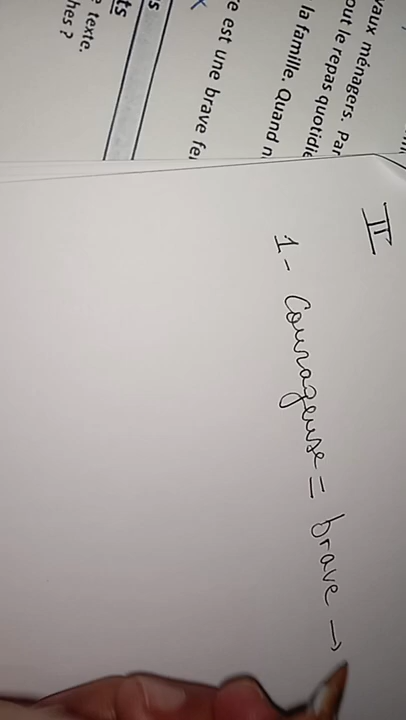 vaux ménagers. Par
out le repas quotidie
la famille. Quand n
e est une brave fe
s
ts
texte.
hes ?
II
1- Courageuse = brave →